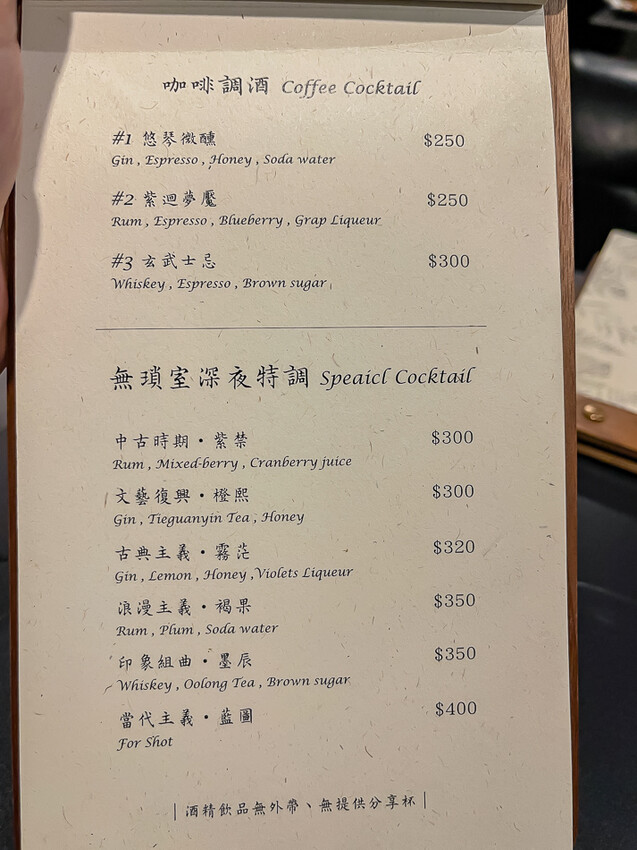 咖啡調酒 Coffee Cocktail
#1 悠琴微醺 $250
Gin , Espresso , Honey , Soda water
#2 紫迴夢魘 $250
Rum , Espresso , Blueberry , Grap Liqueur
#3 玄武士忌 $300
Whiskey , Espresso , Brown sugar
無瑣室深夜特調 Speaicl Cocktail
中古時期・紫禁 $300
Rum , Mixed-berry , Cranberry juice
文藝復興・橙熙 $300
Gin , Tieguanyin Tea , Honey
古典主義・霧茫 $320
Gin , Lemon , Honey ,Violets Liqueur
浪漫主義・褐果 $350
Rum , Plum , Soda water
印象組曲・墨辰 $350
Whiskey , Oolong Tea , Brown sugar
當代主義・藍圖 $400
For Shot
｜酒精飲品無外帶、無提供分享杯｜